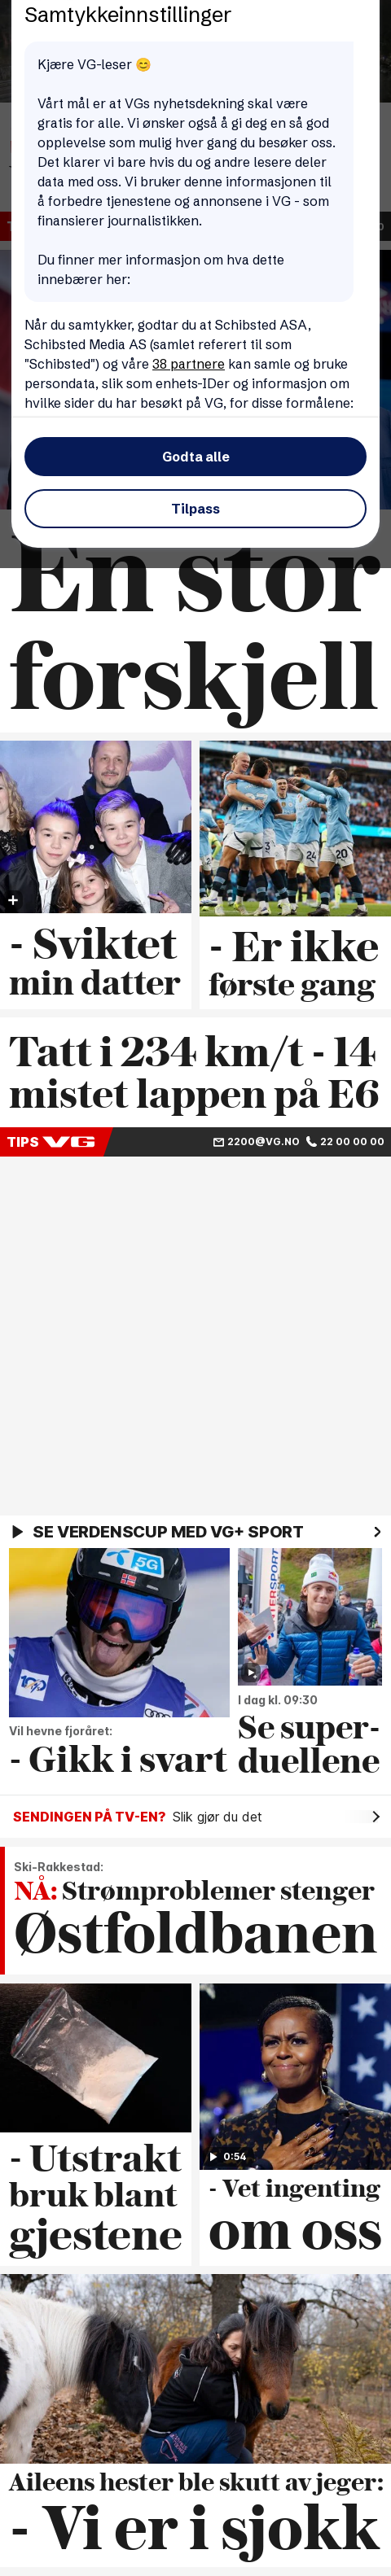 Samtykkeinnstillinger
Kjære VG-leser 😊
Vårt mål er at VGs nyhetsdekning skal være
gratis for alle. Vi ønsker også å gi deg en så god
opplevelse som mulig hver gang du besøker oss.
Det klarer vi bare hvis du og andre lesere deler
data med oss. Vi bruker denne informasjonen til
å forbedre tjenestene og annonsene i VG - som
finansierer journalistikken.
Du finner mer informasjon om hva dette
innebærer her:
Når du samtykker, godtar du at Schibsted ASA,
Schibsted Media AS (samlet referert til som
"Schibsted") og våre 38 partnere kan samle og bruke
persondata, slik som enhets-IDer og informasjon om
hvilke sider du har besøkt på VG, for disse formålene:
Godta alle
Tilpass
En stor
forskjell
- Sviktet
min datter
- Er ikke
første gang
Tatt i 234 km/t - 14
mistet lappen på E6
TIPS VG 2200@VG.NO 22 00 00 00
SE VERDENSCUP MED VG+ SPORT
Vil hevne fjoråret:
- Gikk i svart
I dag kl. 09:30
Se super-
duellene
SENDINGEN PÅ TV-EN? Slik gjør du det
Ski-Rakkestad:
NÅ: Strømproblemer stenger
Østfoldbanen
- Utstrakt
bruk blant
gjestene
0:54
- Vet ingenting
om oss
Aileens hester ble skutt av jeger:
- Vi er i sjokk